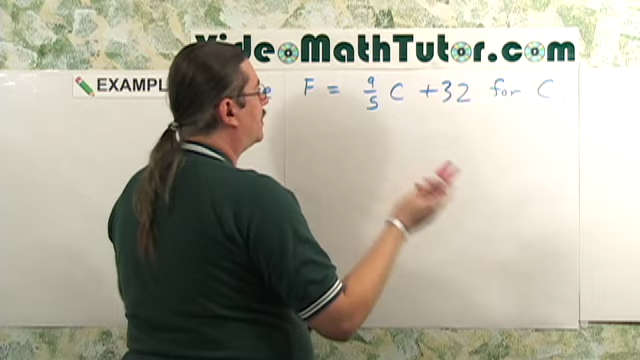 VideoMathTutor.com
EXAMPL
F = 9/5 C + 32 for C.